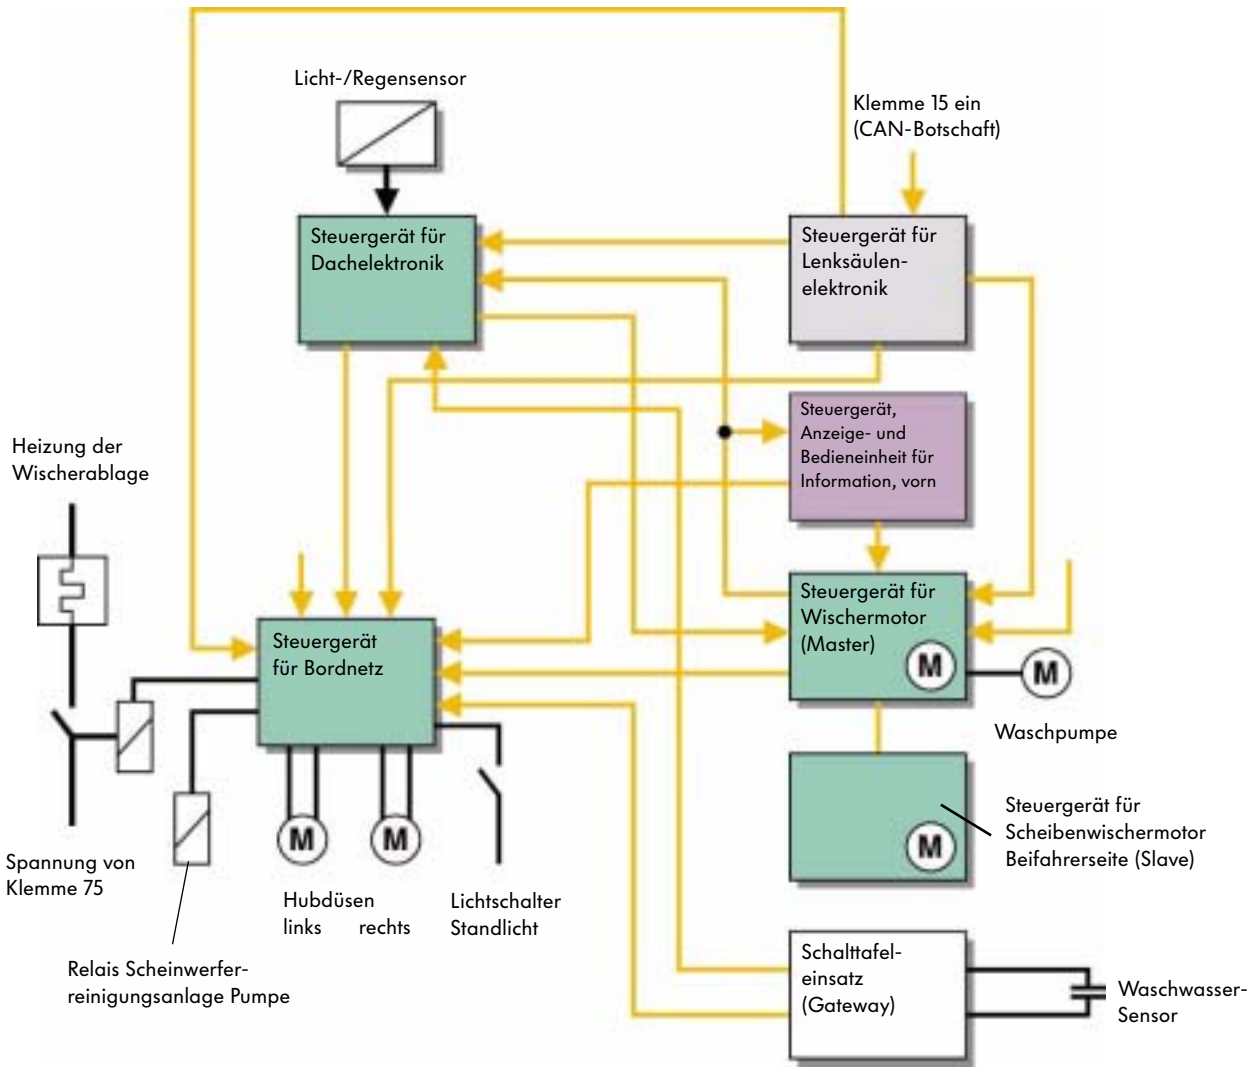 Licht-/Regensensor
Klemme 15 ein
(CAN-Botschaft)
Steuergerät für
Dachelektronik
Steuergerät für
Lenksäulen-
elektronik
Steuergerät,
Anzeige- und
Bedieneinheit für
Information, vorn
Heizung der
Wischerablage
Steuergerät für
Wischermotor
(Master)
M
M
Waschpumpe
Steuergerät
für Bordnetz
Steuergerät für
Scheibenwischermotor
Beifahrerseite (Slave)
M
M
M
Spannung von
Klemme 75
Hubdüsen
links rechts
Lichtschalter
Standlicht
Relais Scheinwerfer-
reinigungsanlage Pumpe
Schalttafel-
einsatz
(Gateway)
Waschwasser-
Sensor